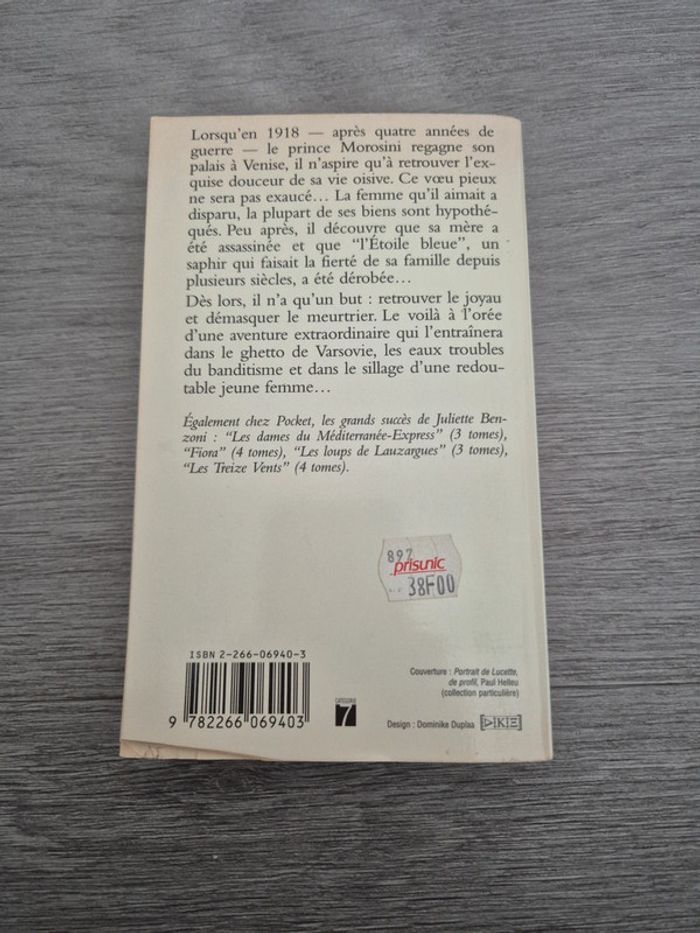 Lorsqu'en 1918 — après quatre années de
guerre — le prince Morosini regagne son
palais à Venise, il n'aspire qu'à retrouver l'ex-
quise douceur de sa vie oisive. Ce vœu pieux
ne sera pas exaucé... La femme qu'il aimait a
disparu, la plupart de ses biens sont hypothé-
qués. Peu après, il découvre que sa mère a
été assassinée et que "l'Étoile bleue", un
saphir qui faisait la fierté de sa famille depuis
plusieurs siècles, a été dérobée...
Dès lors, il n'a qu'un but : retrouver le joyau
et démasquer le meurtrier. Le voilà à l'orée
d'une aventure extraordinaire qui l'entraînera
dans le ghetto de Varsovie, les eaux troubles
du banditisme et dans le sillage d'une redou-
table jeune femme...
Également chez Pocket, les grands succès de Juliette Ben-
zoni : "Les dames du Méditerranée-Express" (3 tomes),
"Fiora" (4 tomes), "Les loups de Lauzargues" (3 tomes),
"Les Treize Vents" (4 tomes).
897
prisunic
38F00
ISBN 2-266-06940-3
9 782266 069403
CATÉGORIE
7
Couverture : Portrait de Lucette,
de profil, Paul Helleu
(collection particulière)
Design : Dominike Duplaa